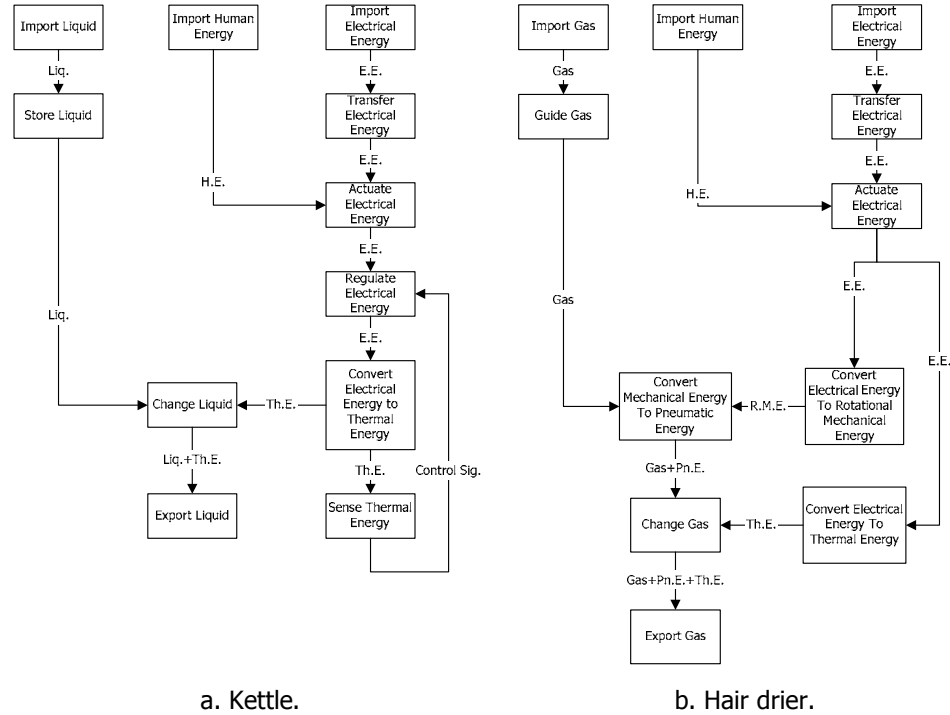 Import Liquid
Import Human
Energy
Import
Electrical
Energy
Liq.
E.E.
Store Liquid
Transfer
Electrical
Energy
E.E.
H.E.
Actuate
Electrical
Energy
E.E.
Regulate
Electrical
Energy
Liq.
E.E.
Change Liquid
Th.E.
Convert
Electrical
Energy to
Thermal
Energy
Liq.+Th.E.
Th.E.
Control Sig.
Export Liquid
Sense Thermal
Energy
a. Kettle.
Import Gas
Import Human
Energy
Import
Electrical
Energy
Gas
E.E.
Guide Gas
Transfer
Electrical
Energy
E.E.
H.E.
Actuate
Electrical
Energy
E.E.
Gas
E.E.
Convert
Mechanical Energy
To Pneumatic
Energy
R.M.E.
Convert
Electrical Energy
To Rotational
Mechanical
Energy
Gas+Pn.E.
Change Gas
Th.E.
Convert Electrical
Energy To
Thermal Energy
Gas+Pn.E.+Th.E.
Export Gas
b. Hair drier.